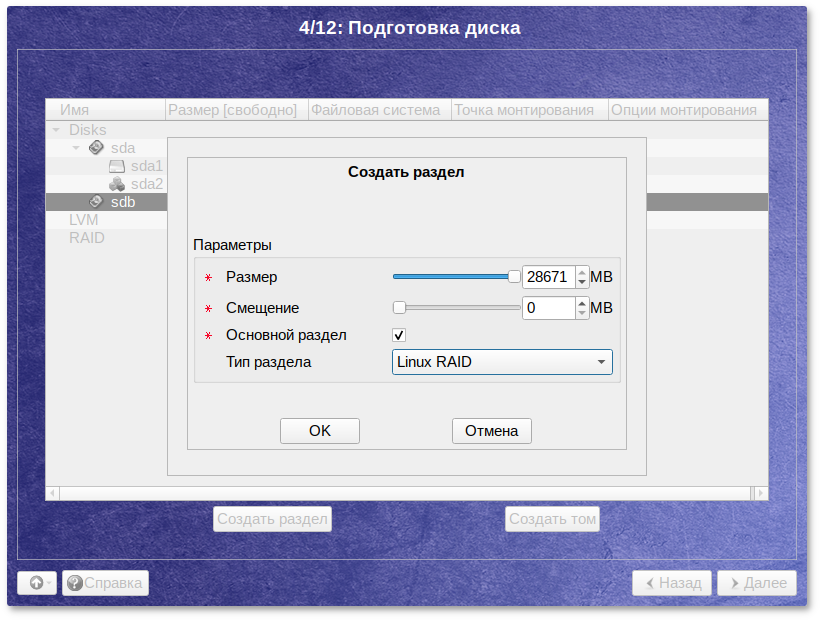 4/12: Подготовка диска
Имя Размер [свободно] Файловая система Точка монтирования Опции монтирования
Disks
sda
sda1
sda2
sdb
LVM
RAID
Создать раздел
Параметры
* Размер 28671 MB
* Смещение 0 MB
* Основной раздел
Тип раздела Linux RAID
OK Отмена
Создать раздел Создать том
Справка Назад Далее